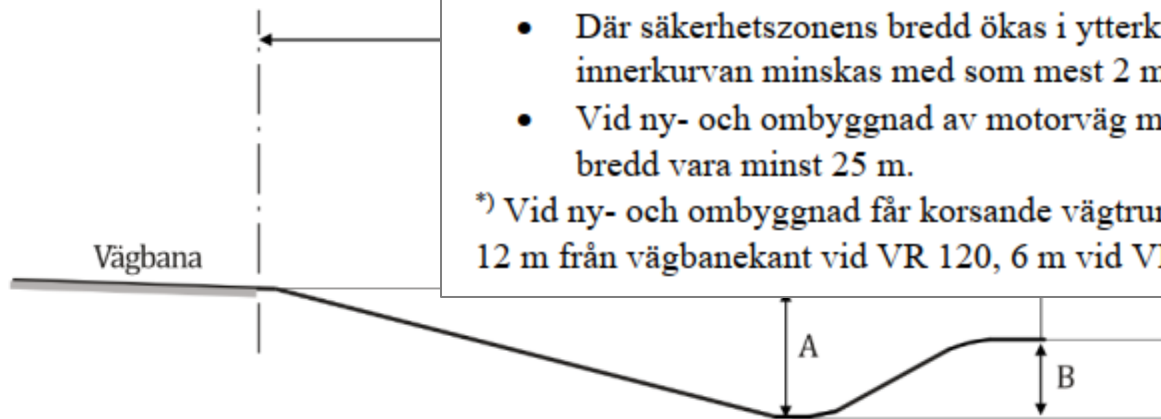 • Där säkerhetszonens bredd ökas i ytterk
innerkurvan minskas med som mest 2 m
• Vid ny- och ombyggnad av motorväg m
bredd vara minst 25 m.
*) Vid ny- och ombyggnad får korsande vägtrun
12 m från vägbanekant vid VR 120, 6 m vid V
Vägbana
A
B